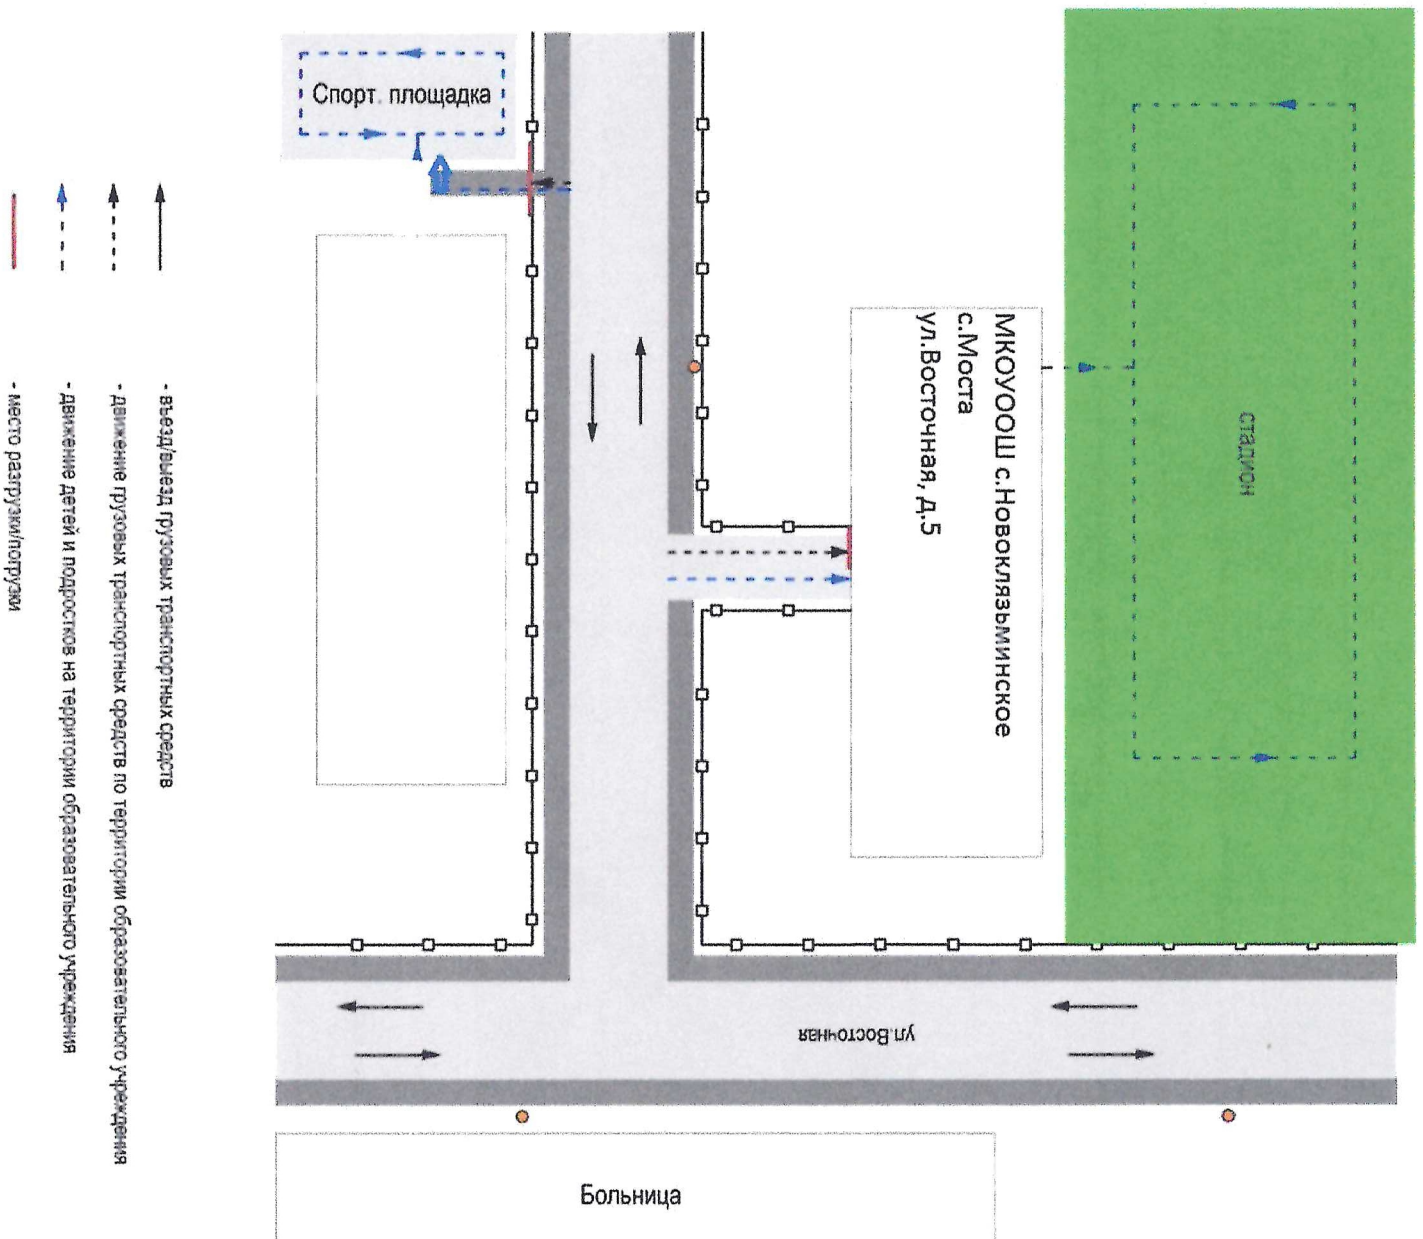 Спорт. площадка
МКОУООШ с.Новоклязьминское
с.Моста
ул.Восточная, д.5
стадион
ул.Восточная
Больница
- въезд/выезд грузовых транспортных средств
- движение грузовых транспортных средств по территории образовательного учреждения
- движение детей и подростков на территории образовательного учреждения
- место разгрузки/погрузки